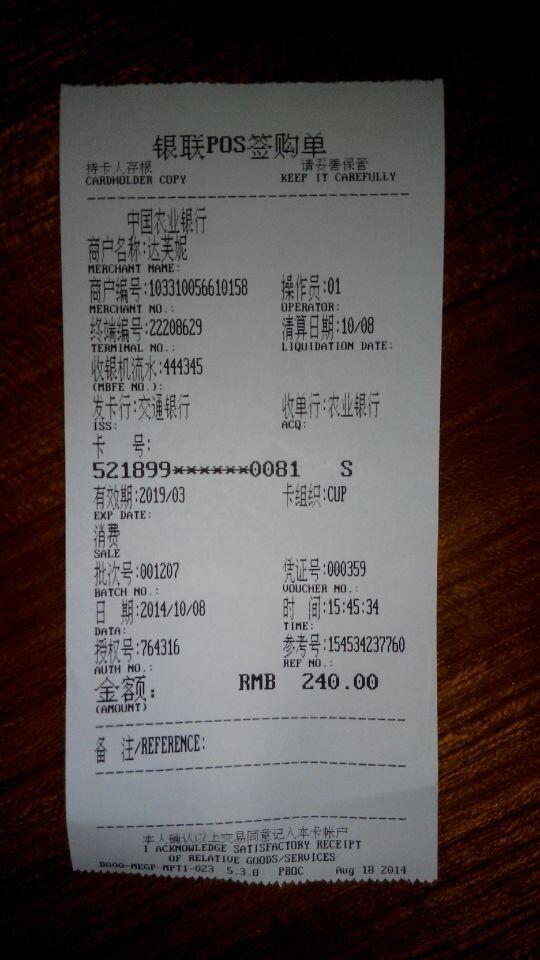 银联POS签购单
持卡人存根 请妥善保管
CARDHOLDER COPY KEEP IT CAREFULLY
中国农业银行
商户名称:达芙妮
MERCHANT NAME:
商户编号:103310056610158 操作员:01
MERCHANT NO.: OPERATOR:
终端编号:22208629 清算日期:10/08
TERMINAL NO.: LIQUIDATION DATE:
收银机流水:444345
(MBFE NO.):
发卡行:交通银行 收单行:农业银行
ISS: ACQ:
卡 号:
521899******0081 S
有效期:2019/03 卡组织:CUP
EXP DATE:
消费
SALE
批次号:001207 凭证号:000359
BATCH NO.: VOUCHER NO.:
日 期:2014/10/08 时 间:15:45:34
DATA: TIME:
授权号:764316 参考号:154534237760
AUTH NO.: REF NO.:
金额: RMB 240.00
(AMOUNT)
备 注/REFERENCE:
本人确认以上交易同意记入本卡帐户
I ACKNOWLEDGE SATISFACTORY RECEIPT
OF RELATIVE GOODS/SERVICES
B000-MEGP-MPT1-023 5.3.8 PBOC Aug 18 2014